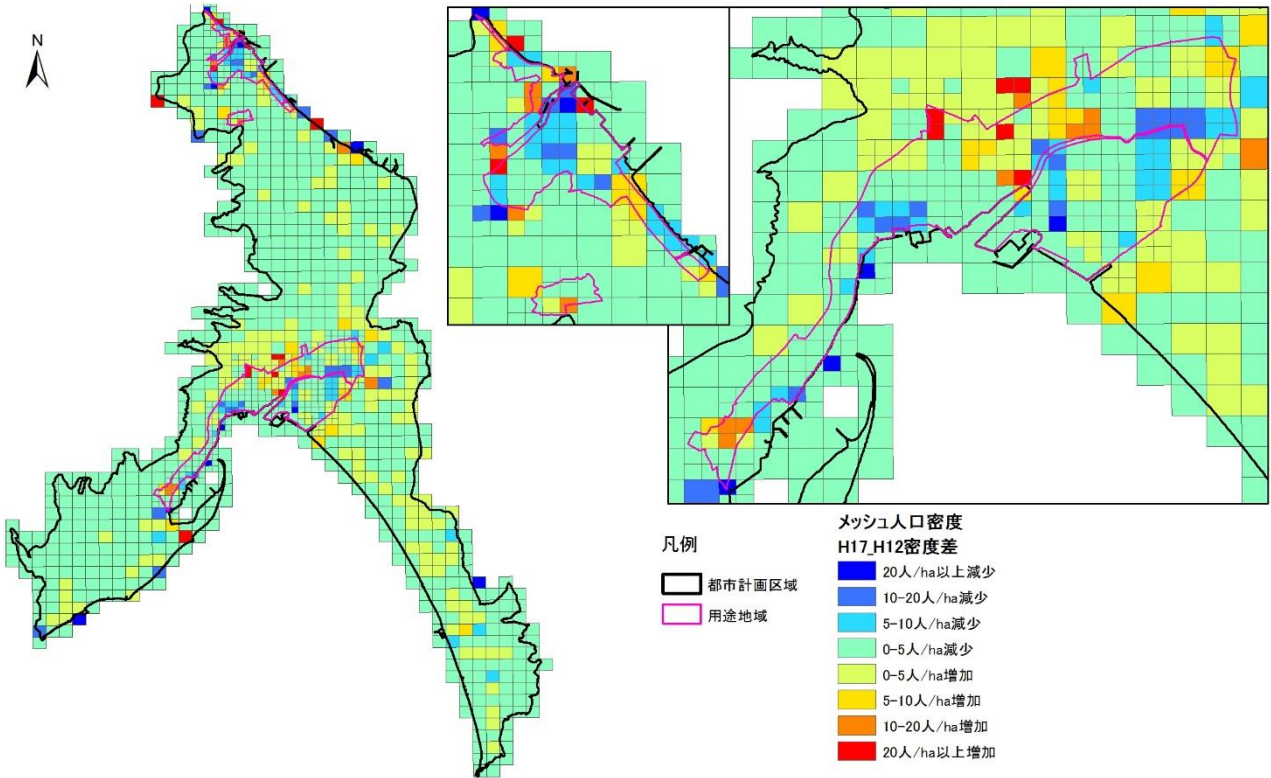 N
凡例
都市計画区域
用途地域
メッシュ人口密度
H17_H12密度差
20人/ha以上減少
10-20人/ha減少
5-10人/ha減少
0-5人/ha減少
0-5人/ha増加
5-10人/ha増加
10-20人/ha増加
20人/ha以上増加